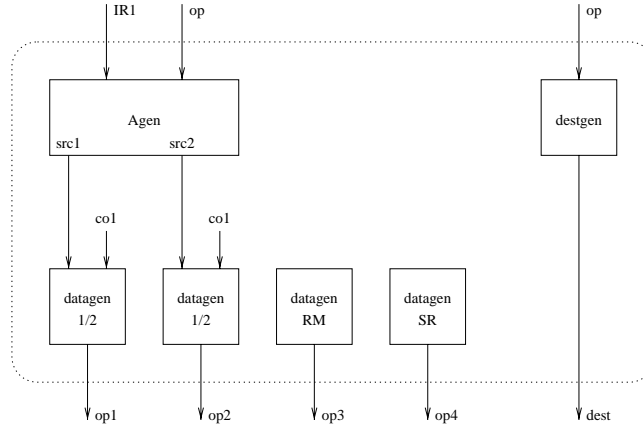 IR1
op
op
Agen
destgen
src1
src2
co1
co1
datagen
1/2
datagen
1/2
datagen
RM
datagen
SR
op1
op2
op3
op4
dest